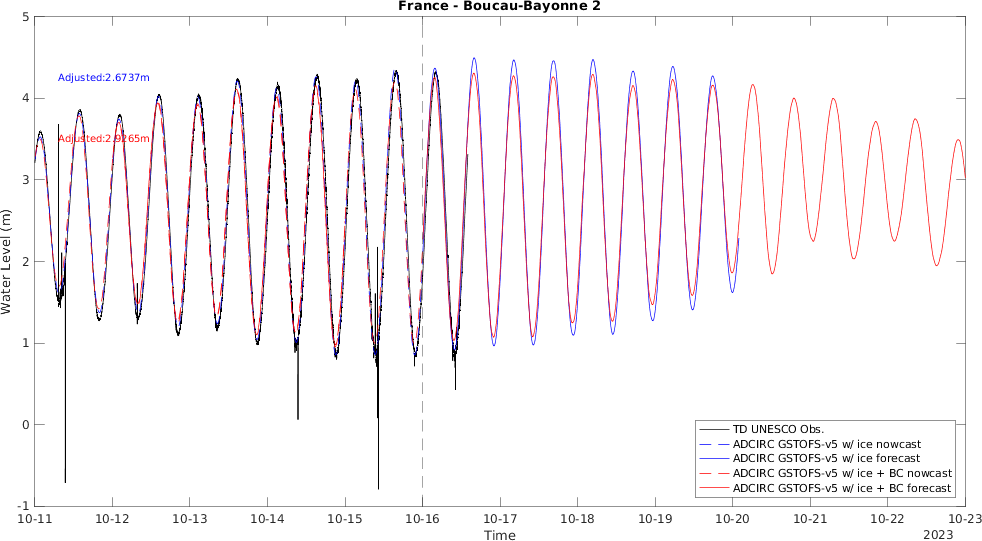 France - Boucau-Bayonne 2
5
4
3
2
1
0
-1
Water Level (m)
Adjusted:2.6737m
Adjusted:2.9265m
TD UNESCO Obs.
ADCIRC GSTOFS-v5 w/ ice nowcast
ADCIRC GSTOFS-v5 w/ ice forecast
ADCIRC GSTOFS-v5 w/ ice + BC nowcast
ADCIRC GSTOFS-v5 w/ ice + BC forecast
10-11 10-12 10-13 10-14 10-15 10-16 10-17 10-18 10-19 10-20 10-21 10-22 10-23
Time
2023